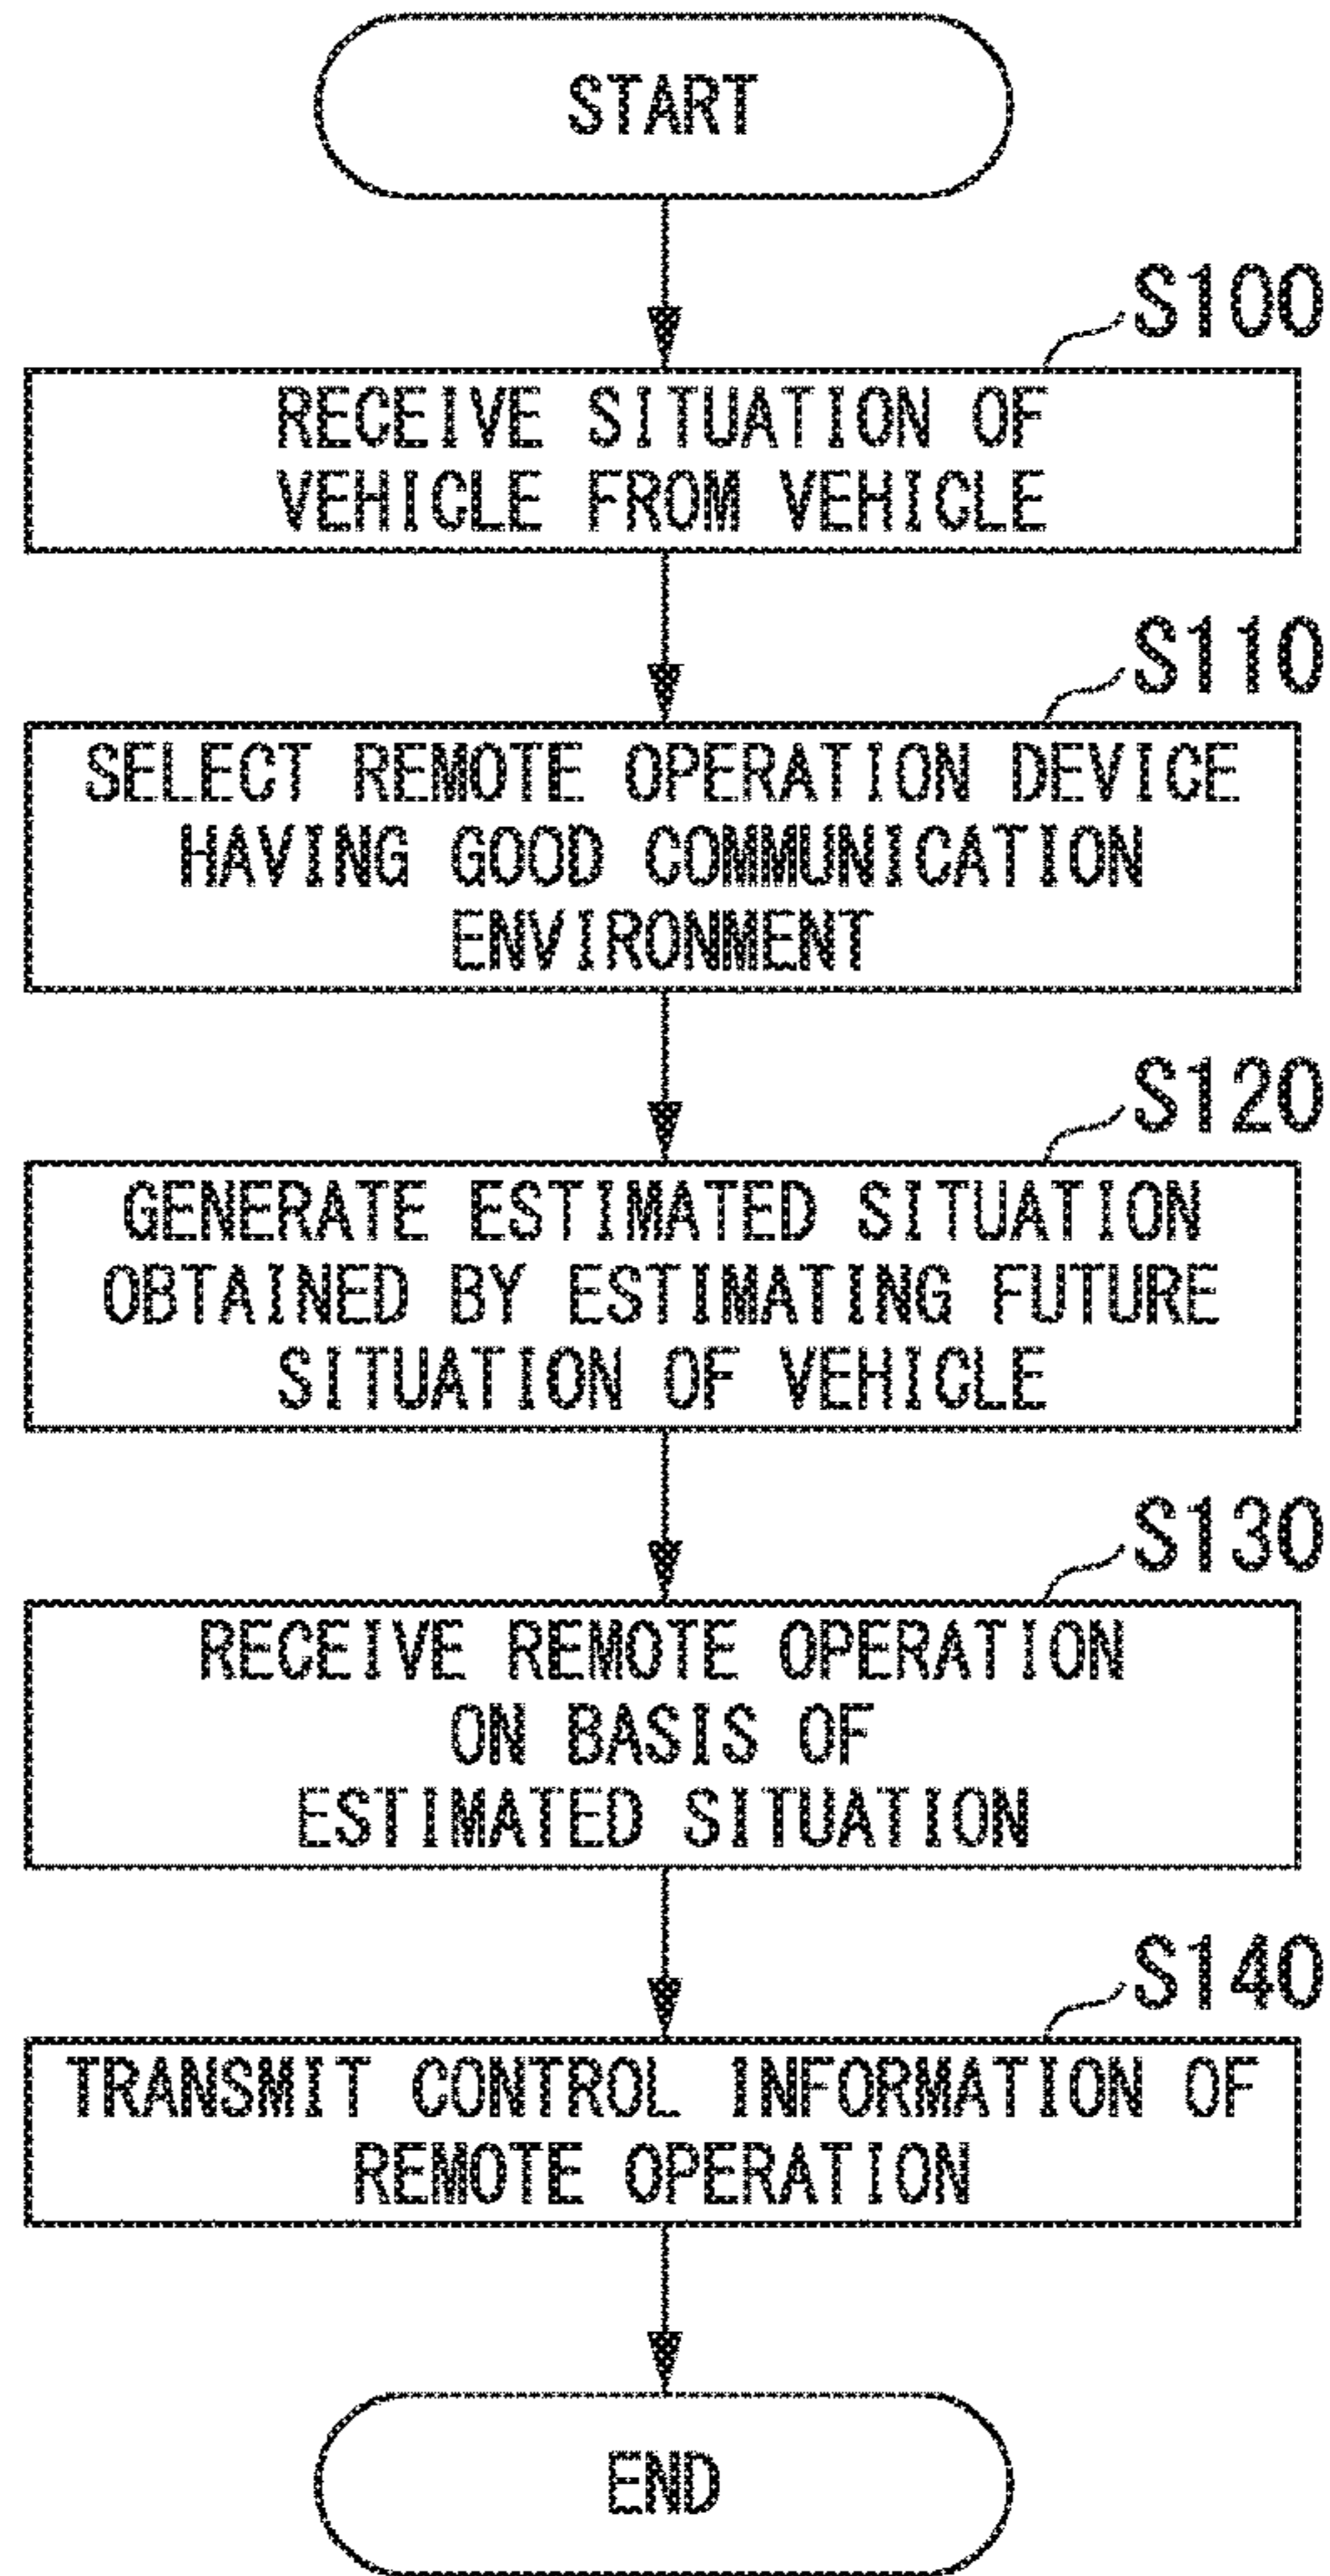 START
S100
RECEIVE SITUATION OF
VEHICLE FROM VEHICLE
S110
SELECT REMOTE OPERATION DEVICE
HAVING GOOD COMMUNICATION
ENVIRONMENT
S120
GENERATE ESTIMATED SITUATION
OBTAINED BY ESTIMATING FUTURE
SITUATION OF VEHICLE
S130
RECEIVE REMOTE OPERATION
ON BASIS OF
ESTIMATED SITUATION
S140
TRANSMIT CONTROL INFORMATION OF
REMOTE OPERATION
END